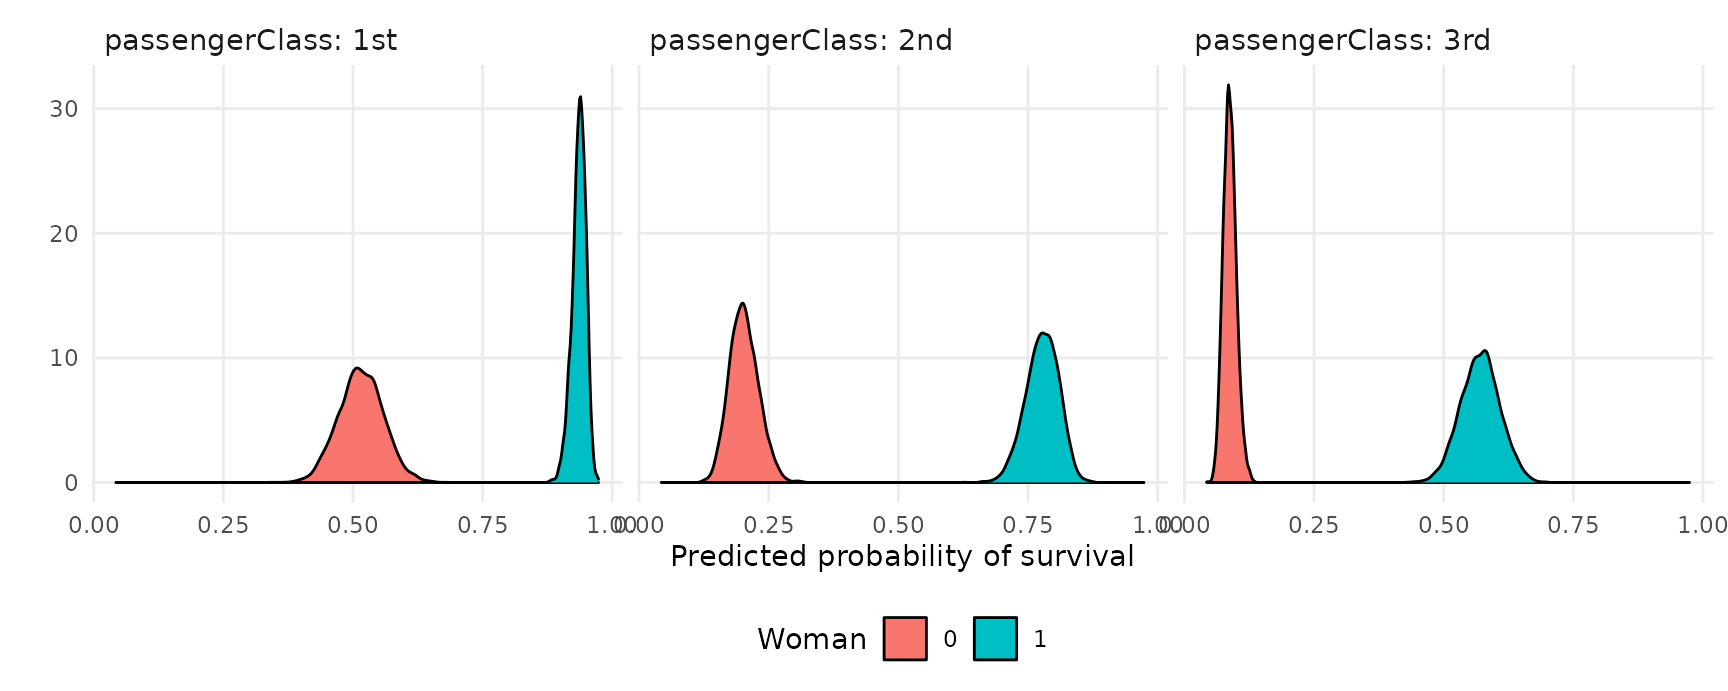 passengerClass: 1st passengerClass: 2nd passengerClass: 3rd
30
20
10
0
0.00 0.25 0.50 0.75 1.00 0.00 0.25 0.50 0.75 1.00 0.00 0.25 0.50 0.75 1.00
Predicted probability of survival
Woman 0 1